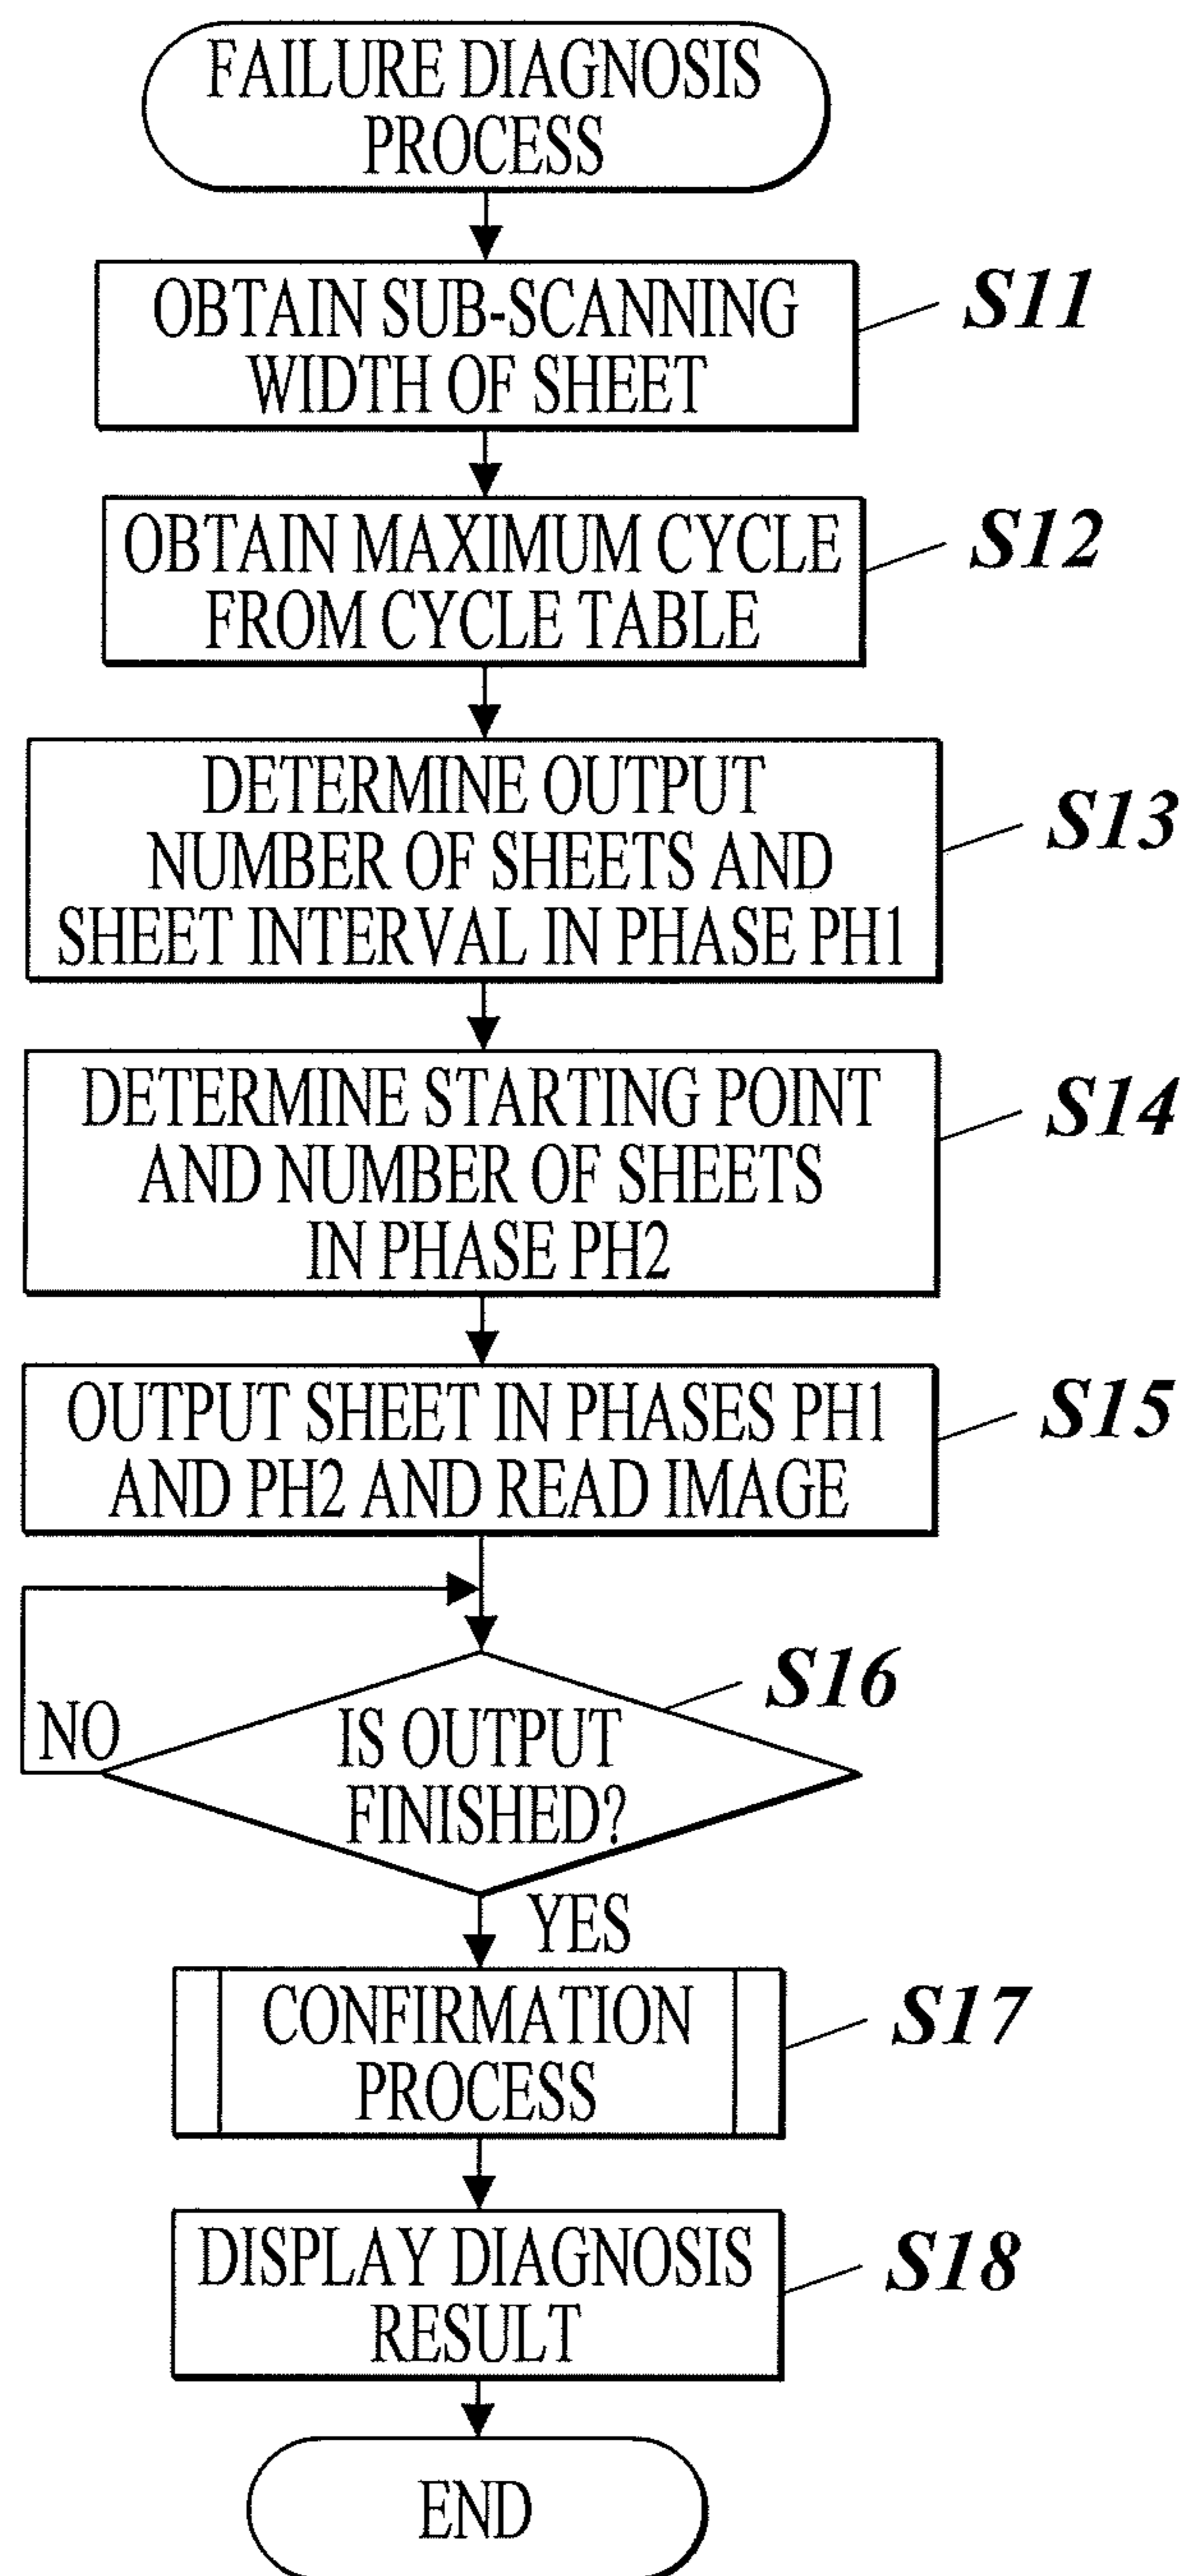 FAILURE DIAGNOSIS
PROCESS
OBTAIN SUB-SCANNING
WIDTH OF SHEET
S11
OBTAIN MAXIMUM CYCLE
FROM CYCLE TABLE
S12
DETERMINE OUTPUT
NUMBER OF SHEETS AND
SHEET INTERVAL IN PHASE PH1
S13
DETERMINE STARTING POINT
AND NUMBER OF SHEETS
IN PHASE PH2
S14
OUTPUT SHEET IN PHASES PH1
AND PH2 AND READ IMAGE
S15
IS OUTPUT
FINISHED?
S16
NO
YES
CONFIRMATION
PROCESS
S17
DISPLAY DIAGNOSIS
RESULT
S18
END